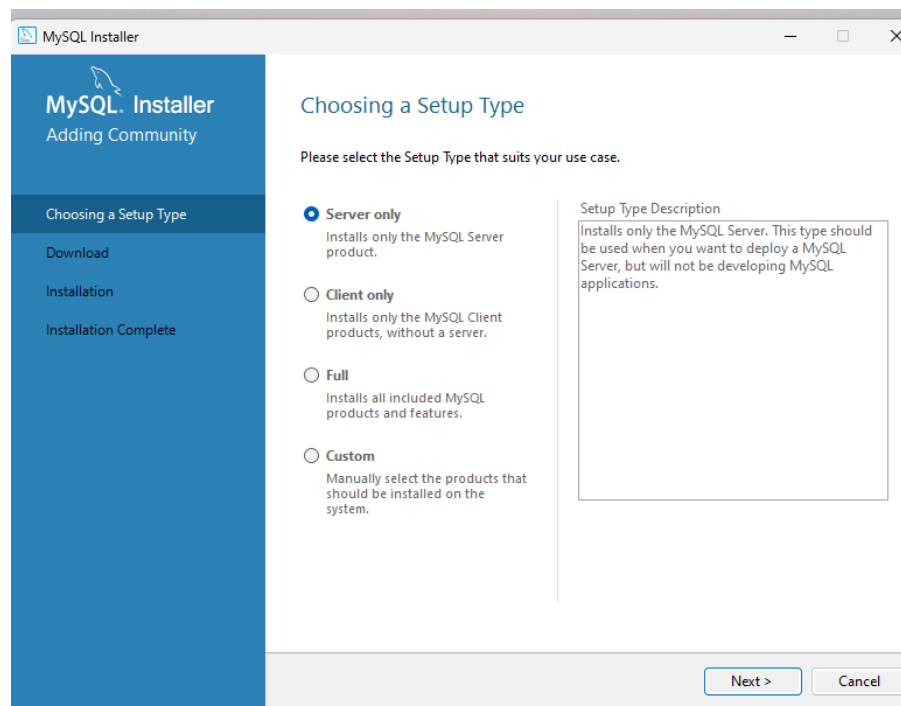 MySQL Installer
MySQL. Installer
Adding Community
Choosing a Setup Type
Download
Installation
Installation Complete
Choosing a Setup Type
Please select the Setup Type that suits your use case.
Server only
Installs only the MySQL Server
product.
Client only
Installs only the MySQL Client
products, without a server.
Full
Installs all included MySQL
products and features.
Custom
Manually select the products that
should be installed on the
system.
Setup Type Description
Installs only the MySQL Server. This type should
be used when you want to deploy a MySQL
Server, but will not be developing MySQL
applications.
Next >
Cancel